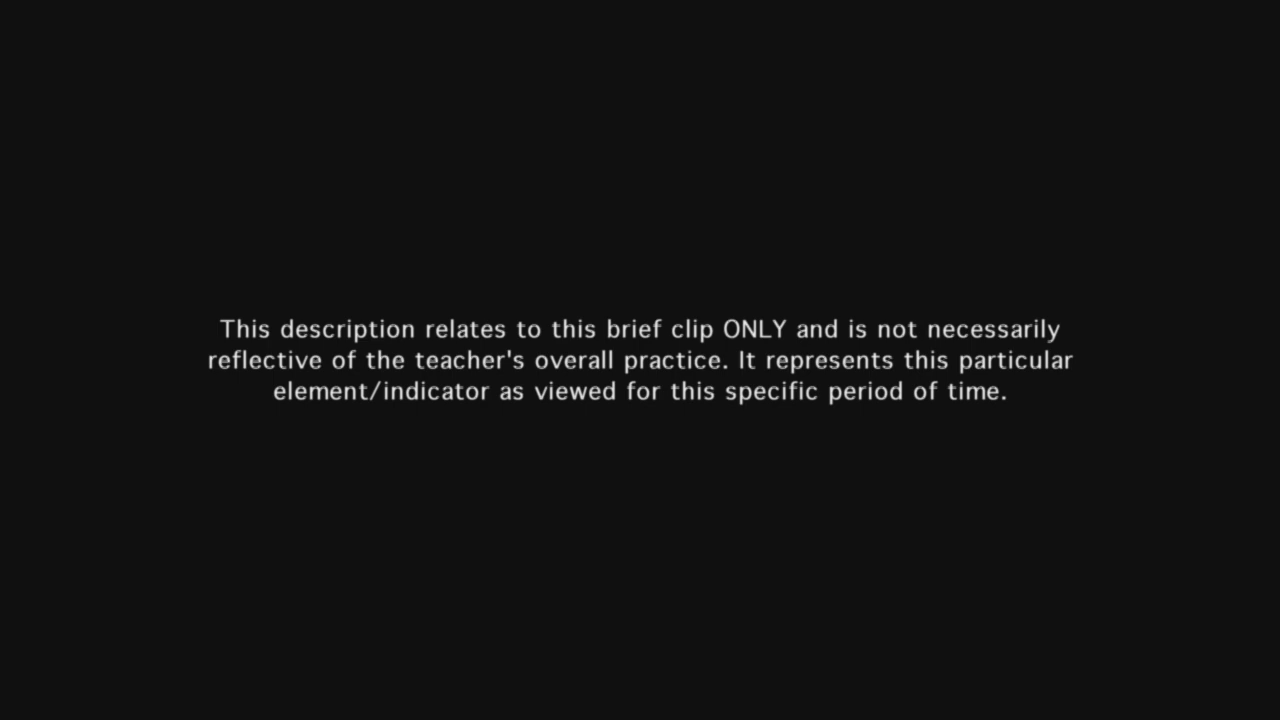 This description relates to this brief clip ONLY and is not necessarily
reflective of the teacher's overall practice. It represents this particular
element/indicator as viewed for this specific period of time.